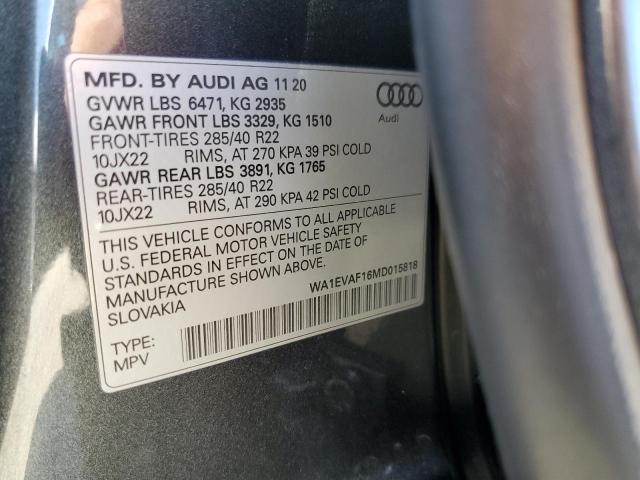 MFD. BY AUDI AG 11 20
GVWR LBS 6471, KG 2935
GAWR FRONT LBS 3329, KG 1510
FRONT-TIRES 285/40 R22
10JX22 RIMS, AT 270 KPA 39 PSI COLD
GAWR REAR LBS 3891, KG 1765
REAR-TIRES 285/40 R22
10JX22 RIMS, AT 290 KPA 42 PSI COLD
Audi
THIS VEHICLE CONFORMS TO ALL APPLICABLE
U.S. FEDERAL MOTOR VEHICLE SAFETY
STANDARDS IN EFFECT ON THE DATE OF
MANUFACTURE SHOWN ABOVE.
SLOVAKIA
WA1EVAF16MD015818
TYPE:
MPV